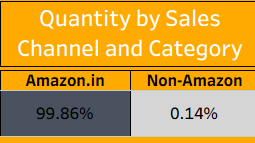 Quantity by Sales
Channel and Category
Amazon.in Non-Amazon
99.86% 0.14%